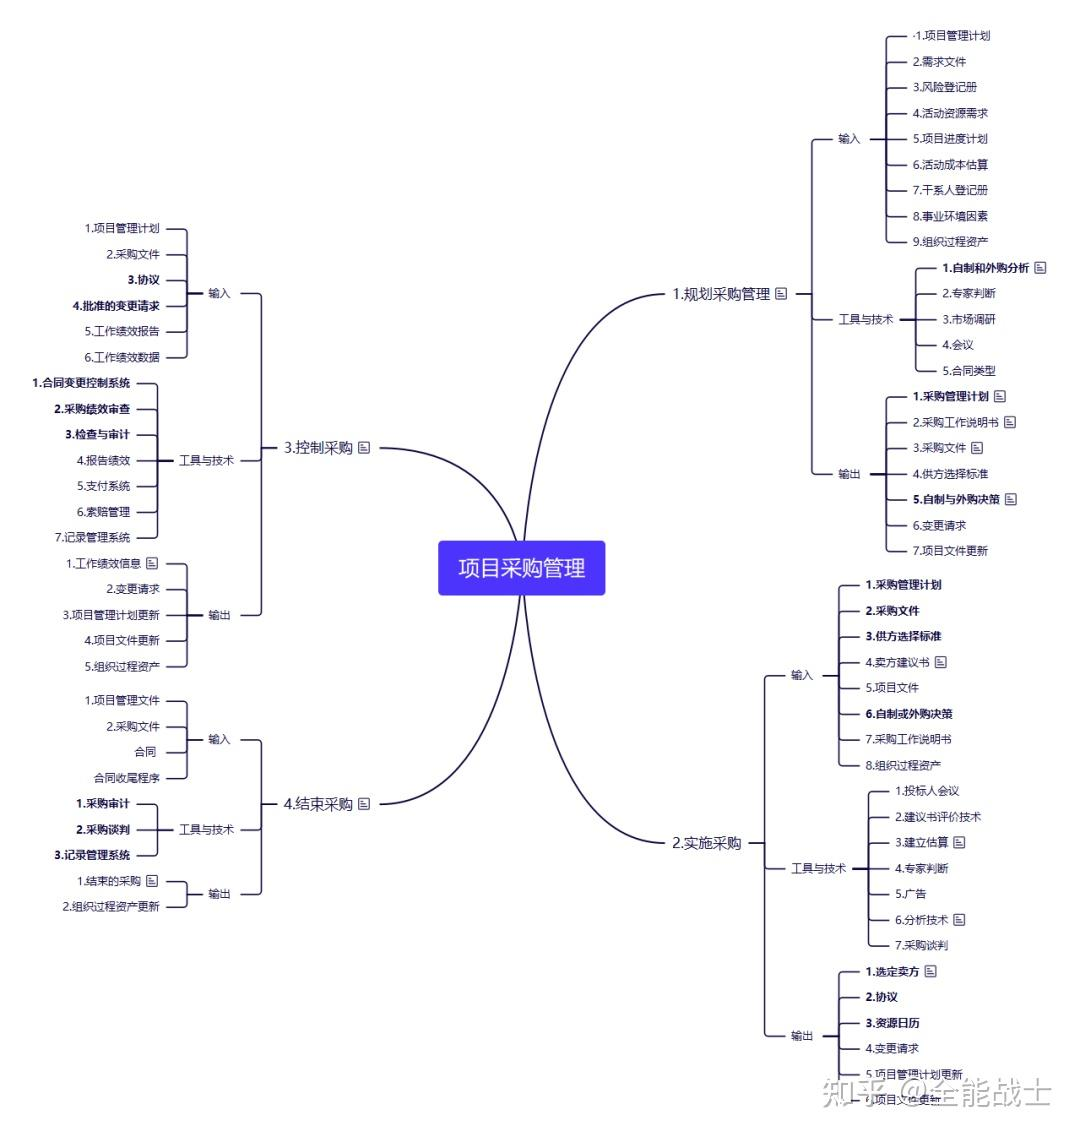 项目采购管理
1.规划采购管理
输入
·1.项目管理计划
2.需求文件
3.风险登记册
4.活动资源需求
5.项目进度计划
6.活动成本估算
7.干系人登记册
8.事业环境因素
9.组织过程资产
工具与技术
1.自制和外购分析
2.专家判断
3.市场调研
4.会议
5.合同类型
输出
1.采购管理计划
2.采购工作说明书
3.采购文件
4.供方选择标准
5.自制与外购决策
6.变更请求
7.项目文件更新
2.实施采购
输入
1.采购管理计划
2.采购文件
3.供方选择标准
4.卖方建议书
5.项目文件
6.自制或外购决策
7.采购工作说明书
8.组织过程资产
工具与技术
1.投标人会议
2.建议书评价技术
3.建立估算
4.专家判断
5.广告
6.分析技术
7.采购谈判
输出
1.选定卖方
2.协议
3.资源日历
4.变更请求
5.项目管理计划更新
6.项目文件更新
3.控制采购
输入
1.项目管理计划
2.采购文件
3.协议
4.批准的变更请求
5.工作绩效报告
6.工作绩效数据
工具与技术
1.合同变更控制系统
2.采购绩效审查
3.检查与审计
4.报告绩效
5.支付系统
6.索赔管理
7.记录管理系统
输出
1.工作绩效信息
2.变更请求
3.项目管理计划更新
4.项目文件更新
5.组织过程资产
4.结束采购
输入
1.项目管理文件
2.采购文件
合同
合同收尾程序
工具与技术
1.采购审计
2.采购谈判
3.记录管理系统
输出
1.结束的采购
2.组织过程资产更新
知乎 @全能战士